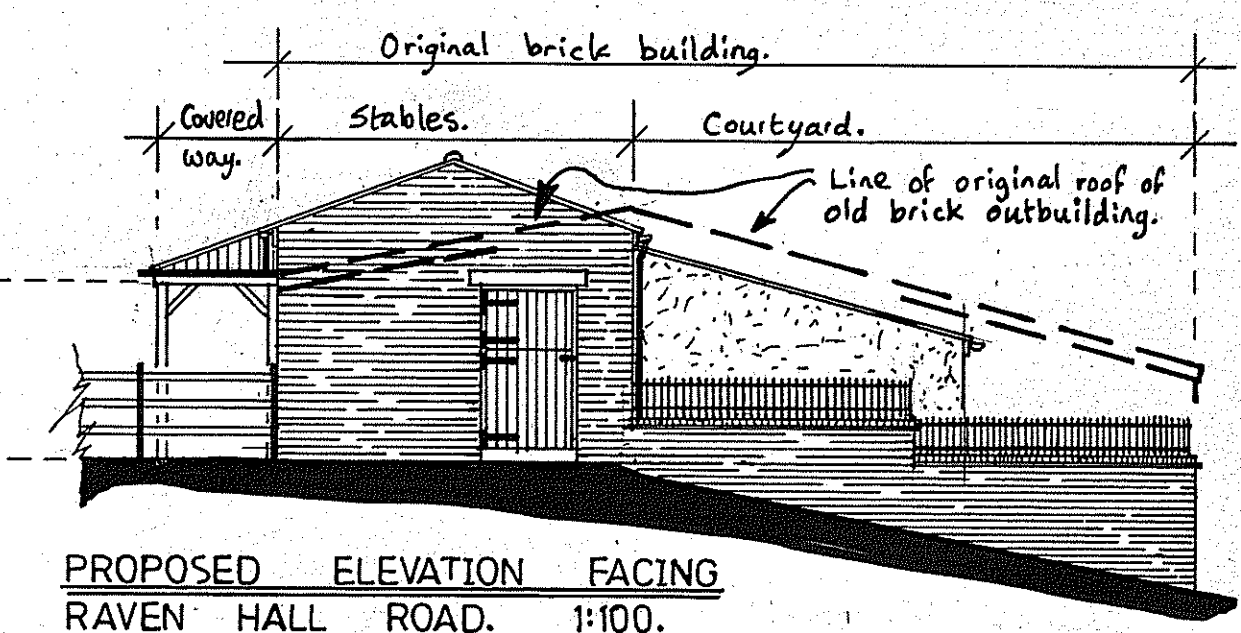 Original brick building.
Covered way.
Stables.
Courtyard.
Line of original roof of
old brick outbuilding.
PROPOSED ELEVATION FACING
RAVEN HALL ROAD. 1:100.